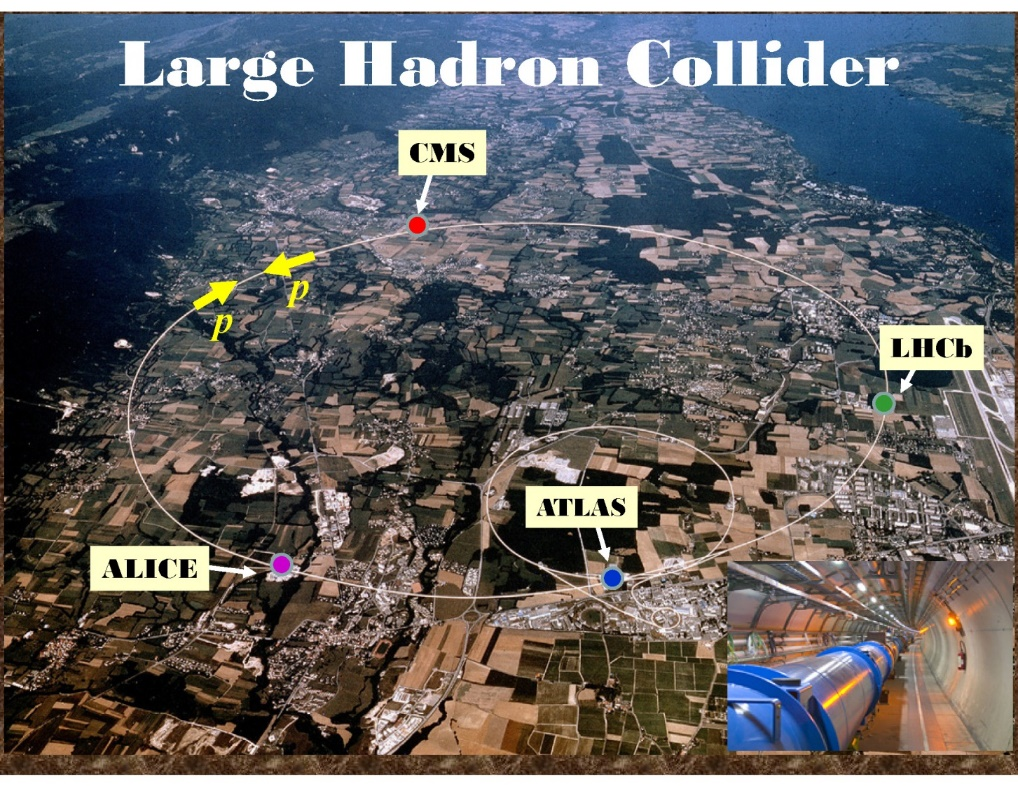 Large Hadron Collider
CMS
p
p
LHCb
ATLAS
ALICE